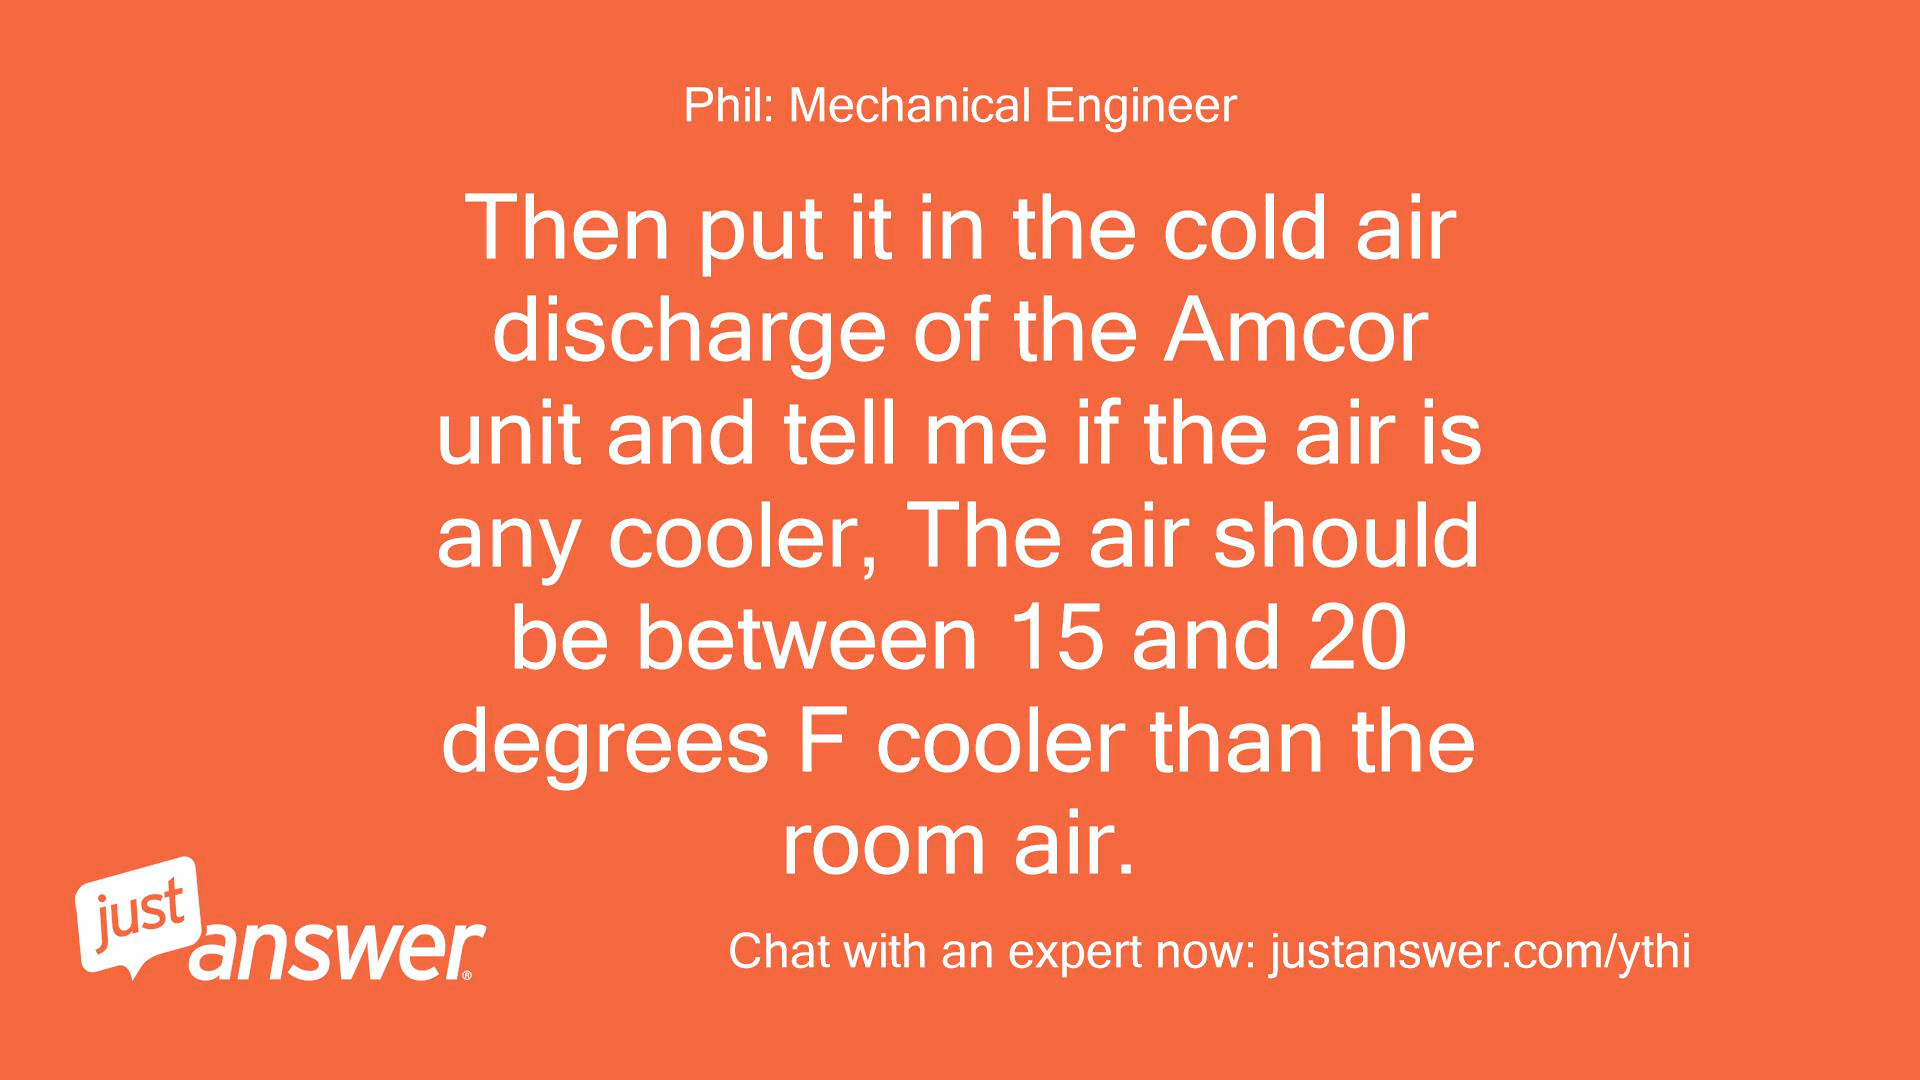 Phil: Mechanical Engineer
Then put it in the cold air
discharge of the Amcor
unit and tell me if the air is
any cooler, The air should
be between 15 and 20
degrees F cooler than the
room air.
just
answer®
Chat with an expert now: justanswer.com/ythi